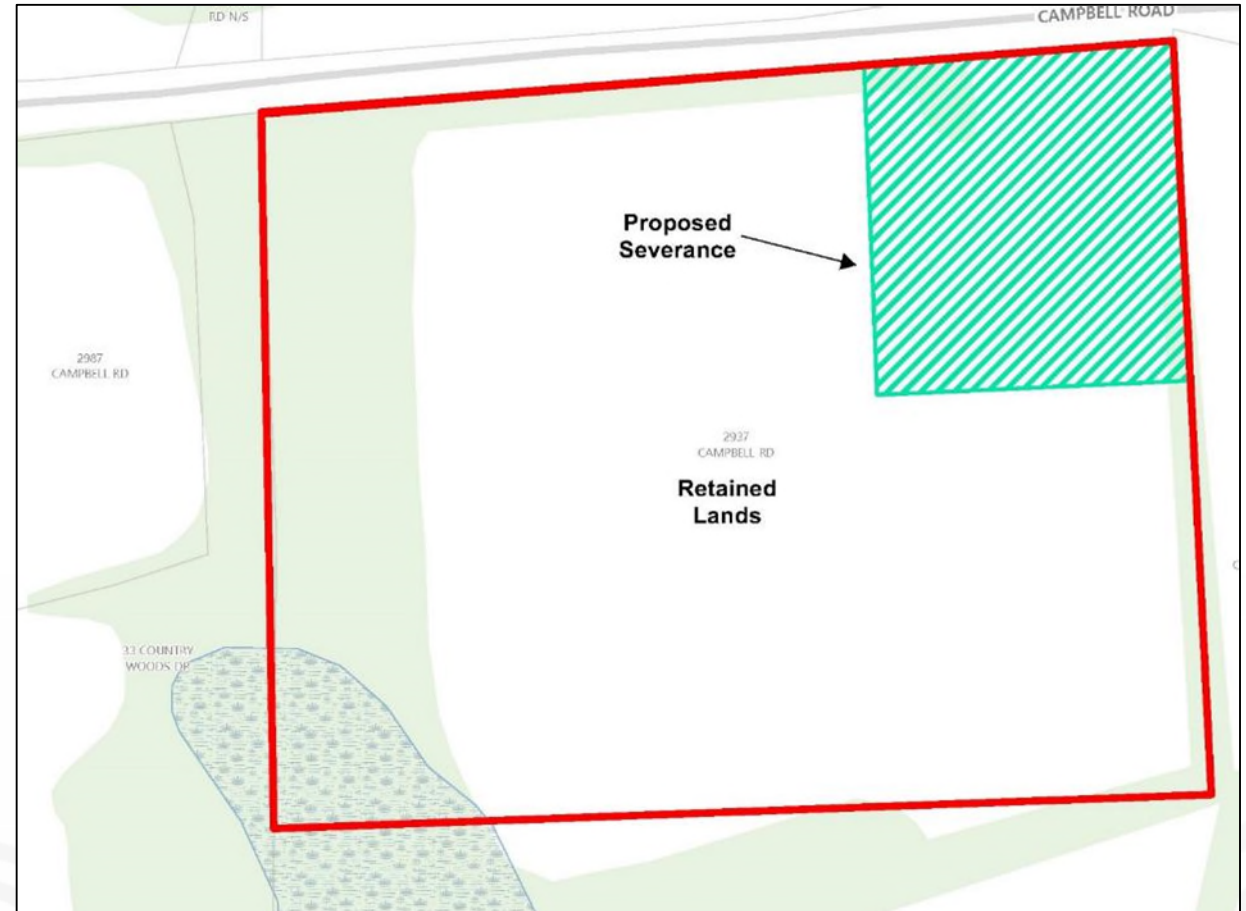 RD N/S
CAMPBELL ROAD
Proposed
Severance
2987
CAMPBELL RD
2937
CAMPBELL RD
Retained
Lands
33 COUNTRY
WOODS DR